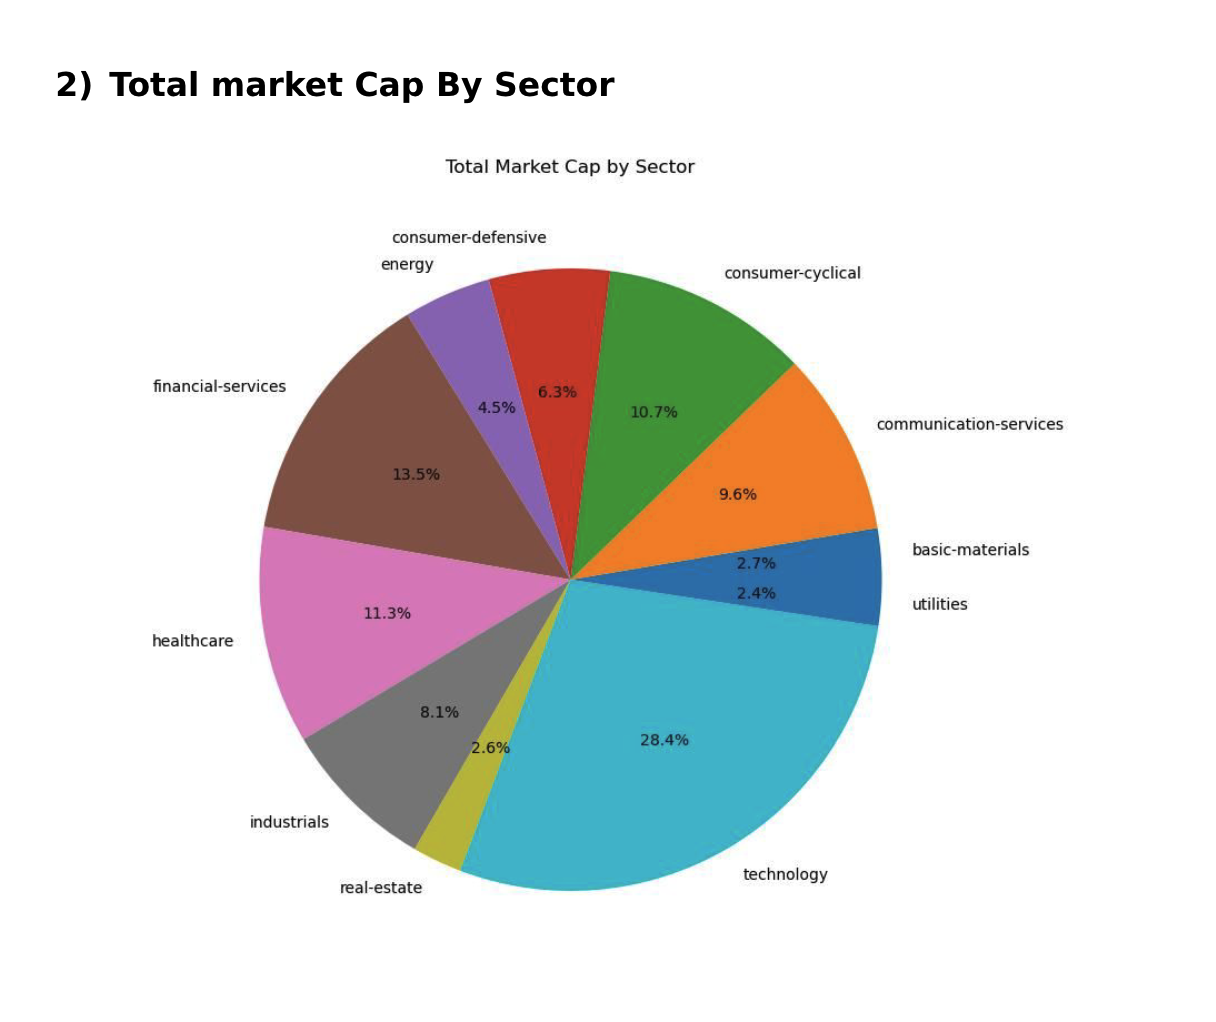 2) Total market Cap By Sector
Total Market Cap by Sector
consumer-defensive
energy
consumer-cyclical
financial-services
6.3%
4.5%
10.7%
communication-services
13.5%
9.6%
basic-materials
2.7%
2.4%
utilities
11.3%
healthcare
8.1%
2.6%
28.4%
industrials
technology
real-estate